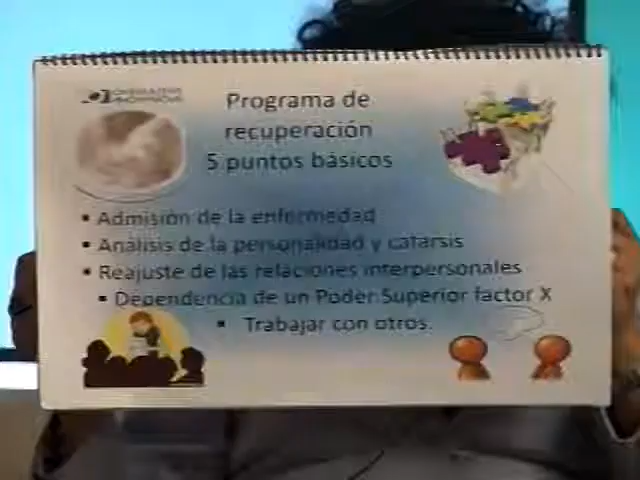 Programa de
recuperación
5 puntos básicos
▪ Admisión de la enfermedad
▪ Análisis de la personalidad y catarsis
▪ Reajuste de las relaciones interpersonales
▪ Dependencia de un Poder Superior factor X
▪ Trabajar con otros.